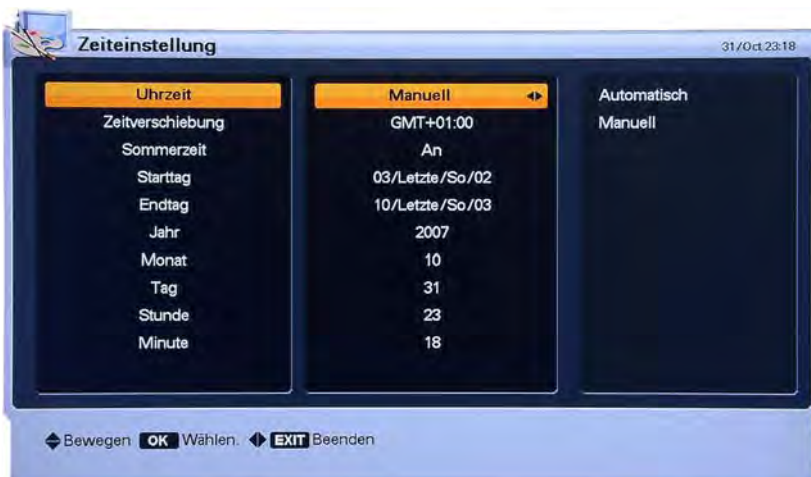 Zeiteinstellung
31/Oct 23:18
Uhrzeit Manuell
Zeitverschiebung GMT+01:00
Sommerzeit An
Starttag 03/Letzte/So/02
Endtag 10/Letzte/So/03
Jahr 2007
Monat 10
Tag 31
Stunde 23
Minute 18
Automatisch
Manuell
Bewegen OK Wählen. EXIT Beenden